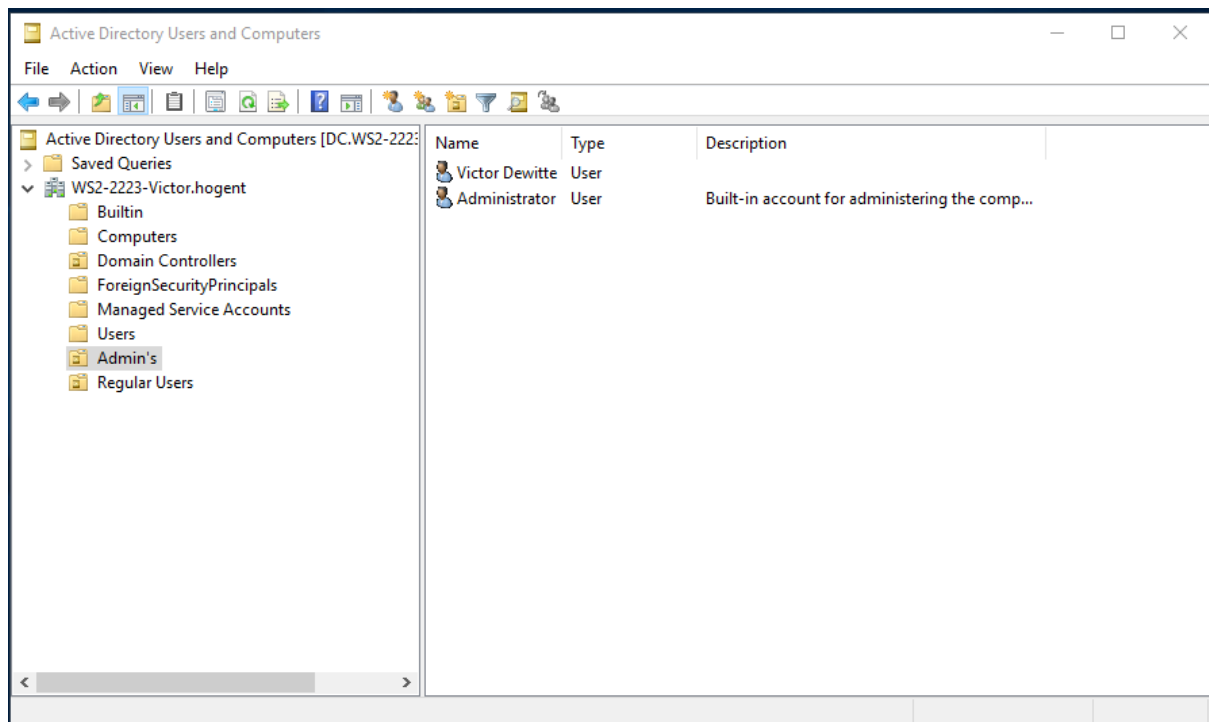 Active Directory Users and Computers
File Action View Help
Active Directory Users and Computers [DC.WS2-2223
Saved Queries
WS2-2223-Victor.hogent
Builtin
Computers
Domain Controllers
ForeignSecurityPrincipals
Managed Service Accounts
Users
Admin's
Regular Users
Name Type Description
Victor Dewitte User
Administrator User Built-in account for administering the comp...